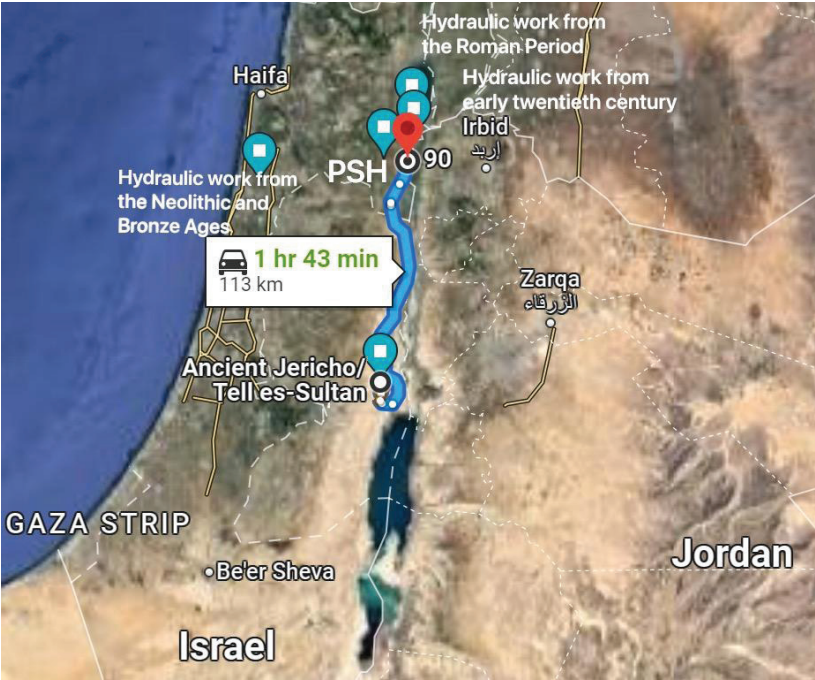 Hydraulic work from
the Roman Period
Haifa
Hydraulic work from
early twentieth century
Irbid
إربد
90
PSH
Hydraulic work from
the Neolithic and
Bronze Ages
1 hr 43 min
113 km
Zarqa
الزرقاء
Ancient Jericho/
Tell es-Sultan
GAZA STRIP
Jordan
Be'er Sheva
Israel